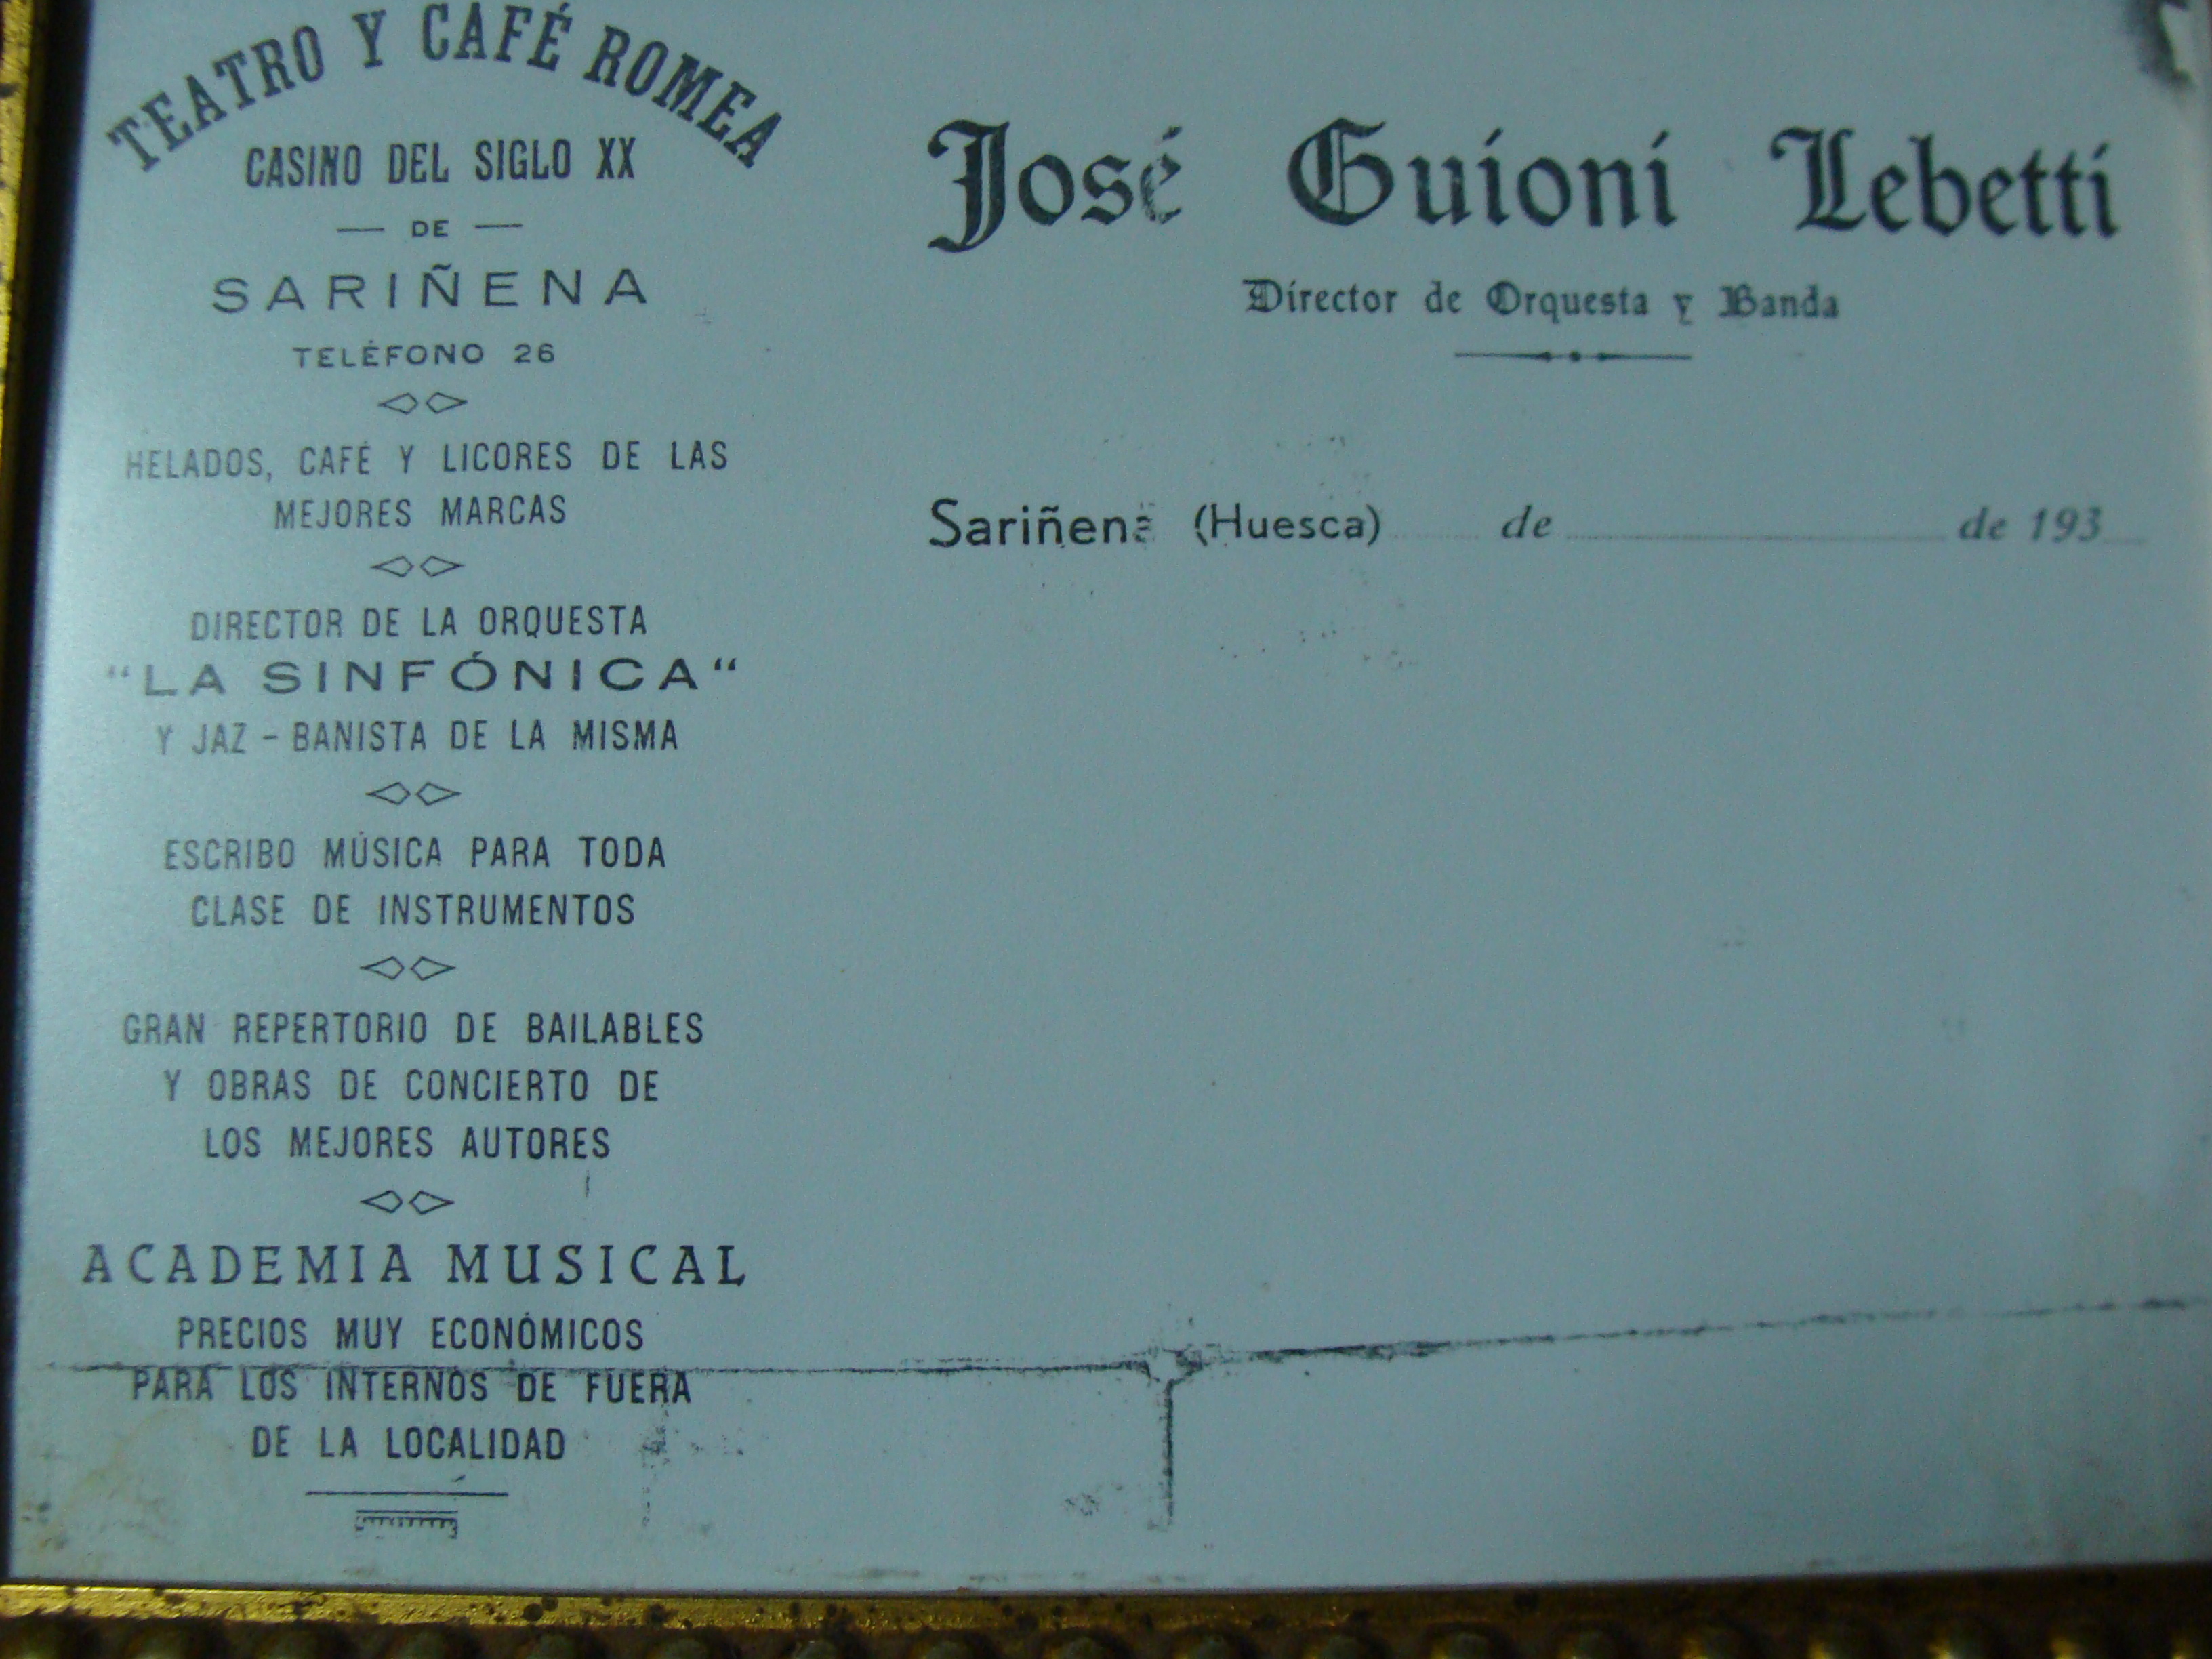 TEATRO Y CAFÉ ROMEA
CASINO DEL SIGLO XX
— DE —
SARIÑENA
TELÉFONO 26
HELADOS, CAFÉ Y LICORES DE LAS
MEJORES MARCAS
DIRECTOR DE LA ORQUESTA
"LA SINFÓNICA"
Y JAZ - BANISTA DE LA MISMA
ESCRIBO MÚSICA PARA TODA
CLASE DE INSTRUMENTOS
GRAN REPERTORIO DE BAILABLES
Y OBRAS DE CONCIERTO DE
LOS MEJORES AUTORES
ACADEMIA MUSICAL
PRECIOS MUY ECONÓMICOS
PARA LOS INTERNOS DE FUERA
DE LA LOCALIDAD
José Guioni Lebetti
Director de Orquesta y Banda
Sariñena (Huesca) de de 193